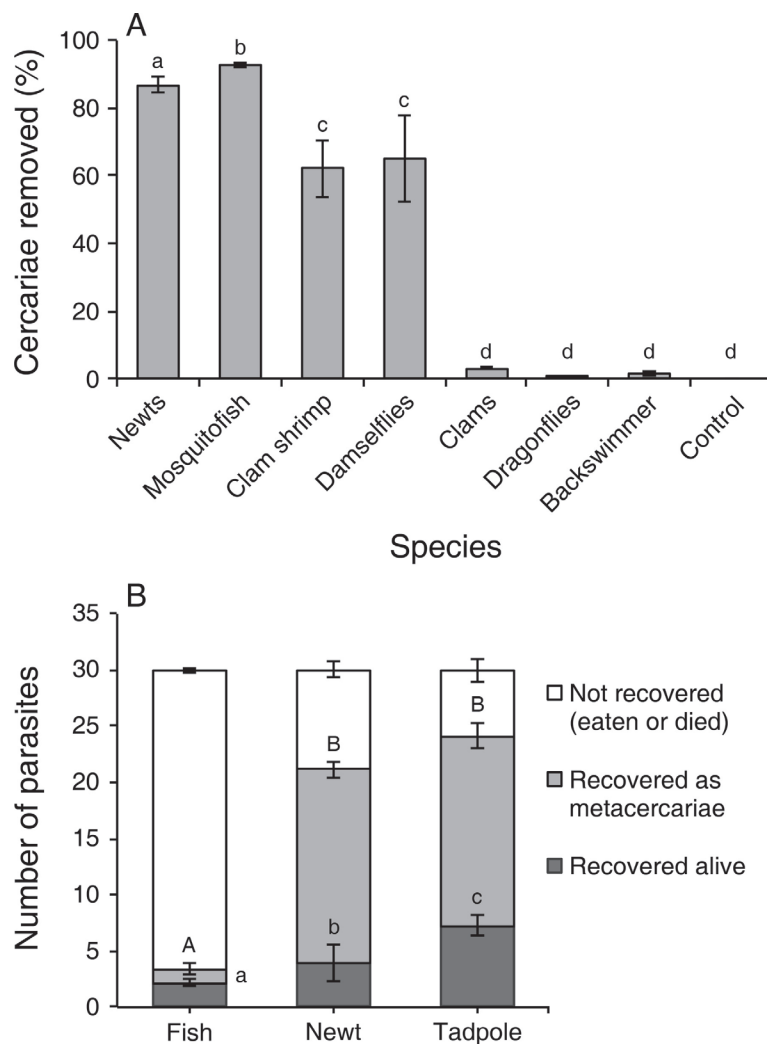 A
Cercariae removed (%)
100
80
60
40
20
0
a
b
c
c
d
d
d
d
Newts
Mosquitofish
Clam shrimp
Damselflies
Clams
Dragonflies
Backswimmer
Control
Species
B
Number of parasites
35
30
25
20
15
10
5
0
A
a
B
b
B
c
Fish
Newt
Tadpole
Not recovered
(eaten or died)
Recovered as
metacercariae
Recovered alive